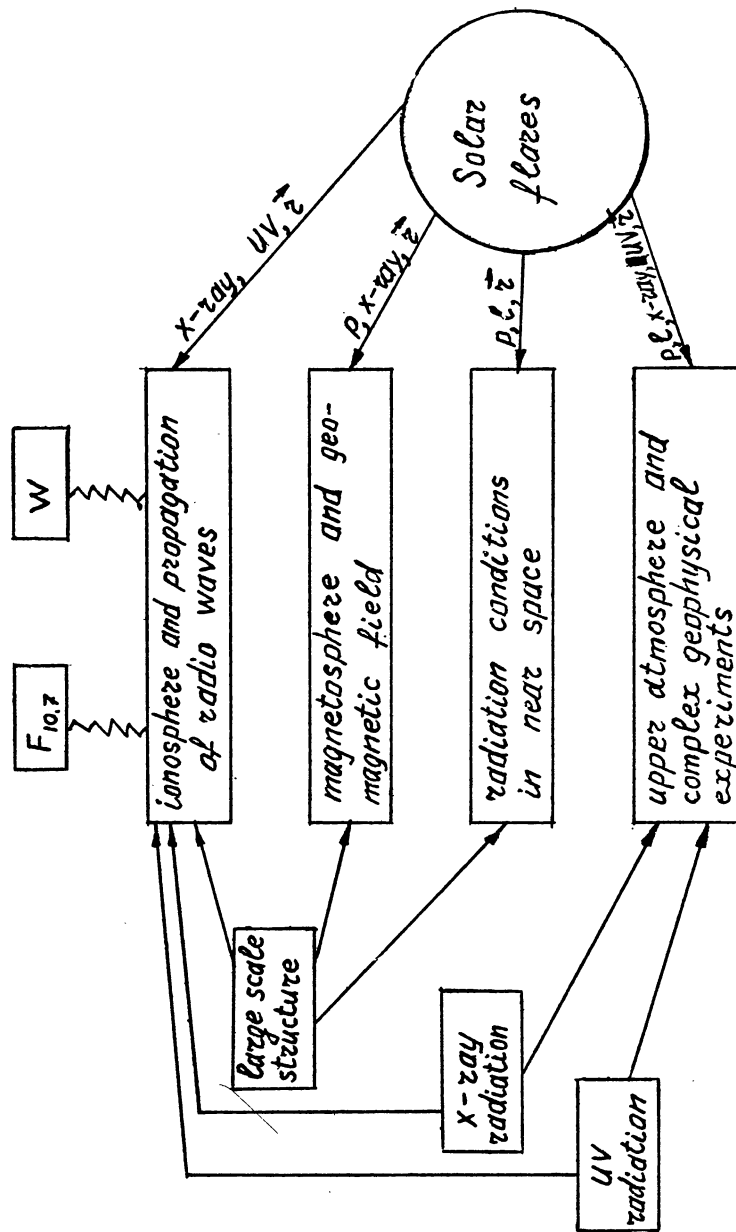 F10,7
W
ionosphere and propagation
of radio waves
x-ray, UV, r⃗
large scale
structure
magnetosphere and geo-
magnetic field
p, x-ray, r⃗
Solar
flares
x-ray
radiation
radiation conditions
in near space
p, e, r⃗
UV
radiation
upper atmosphere and
complex geophysical
experiments
p, e, x-ray, UV, r⃗